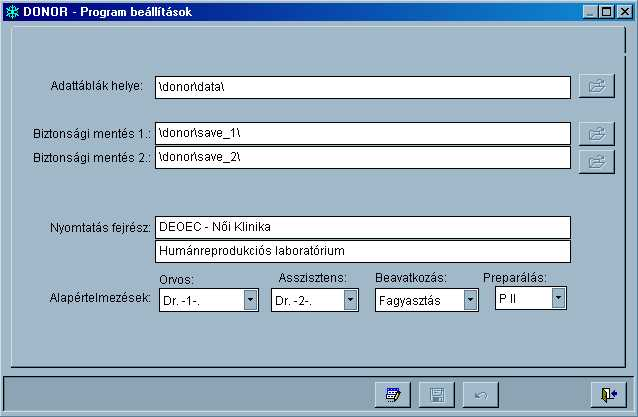 DONOR - Program beállítások
Adattáblák helye: \donor\data\
Biztonsági mentés 1.: \donor\save_1\
Biztonsági mentés 2.: \donor\save_2\
Nyomtatás fejrész: DEOEC - Női Klinika
Humánreprodukciós laboratórium
Orvos: Asszisztens: Beavatkozás: Preparálás:
Alapértelmezések: Dr. -1-. Dr. -2-. Fagyasztás P II